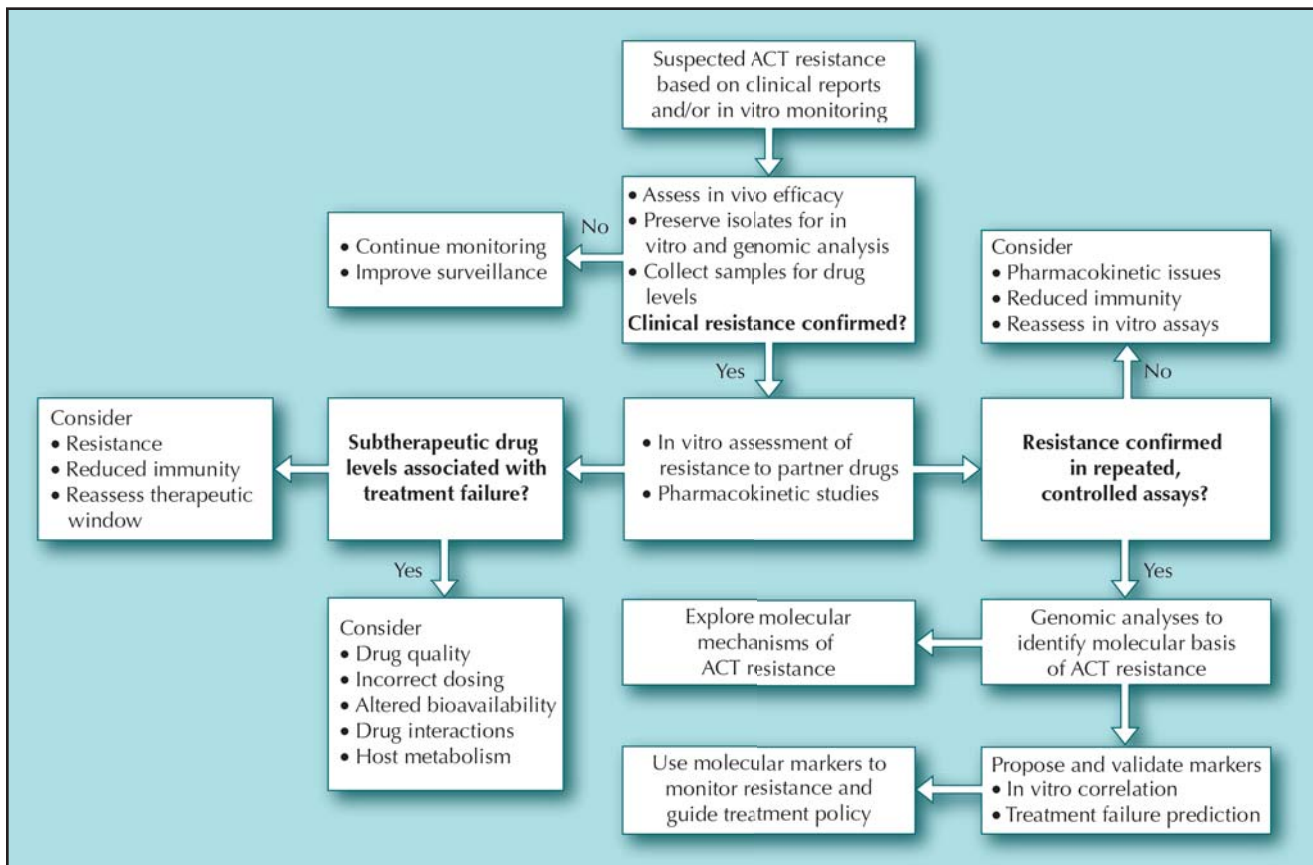 Suspected ACT resistance
based on clinical reports
and/or in vitro monitoring
• Assess in vivo efficacy
• Preserve isolates for in
vitro and genomic analysis
• Collect samples for drug
levels
Clinical resistance confirmed?
No
• Continue monitoring
• Improve surveillance
Yes
• In vitro assessment of
resistance to partner drugs
• Pharmacokinetic studies
Subtherapeutic drug
levels associated with
treatment failure?
Consider
• Resistance
• Reduced immunity
• Reassess therapeutic
window
Yes
Consider
• Drug quality
• Incorrect dosing
• Altered bioavailability
• Drug interactions
• Host metabolism
Resistance confirmed
in repeated,
controlled assays?
No
Consider
• Pharmacokinetic issues
• Reduced immunity
• Reassess in vitro assays
Yes
Genomic analyses to
identify molecular basis
of ACT resistance
Explore molecular
mechanisms of
ACT resistance
Propose and validate markers
• In vitro correlation
• Treatment failure prediction
Use molecular markers to
monitor resistance and
guide treatment policy